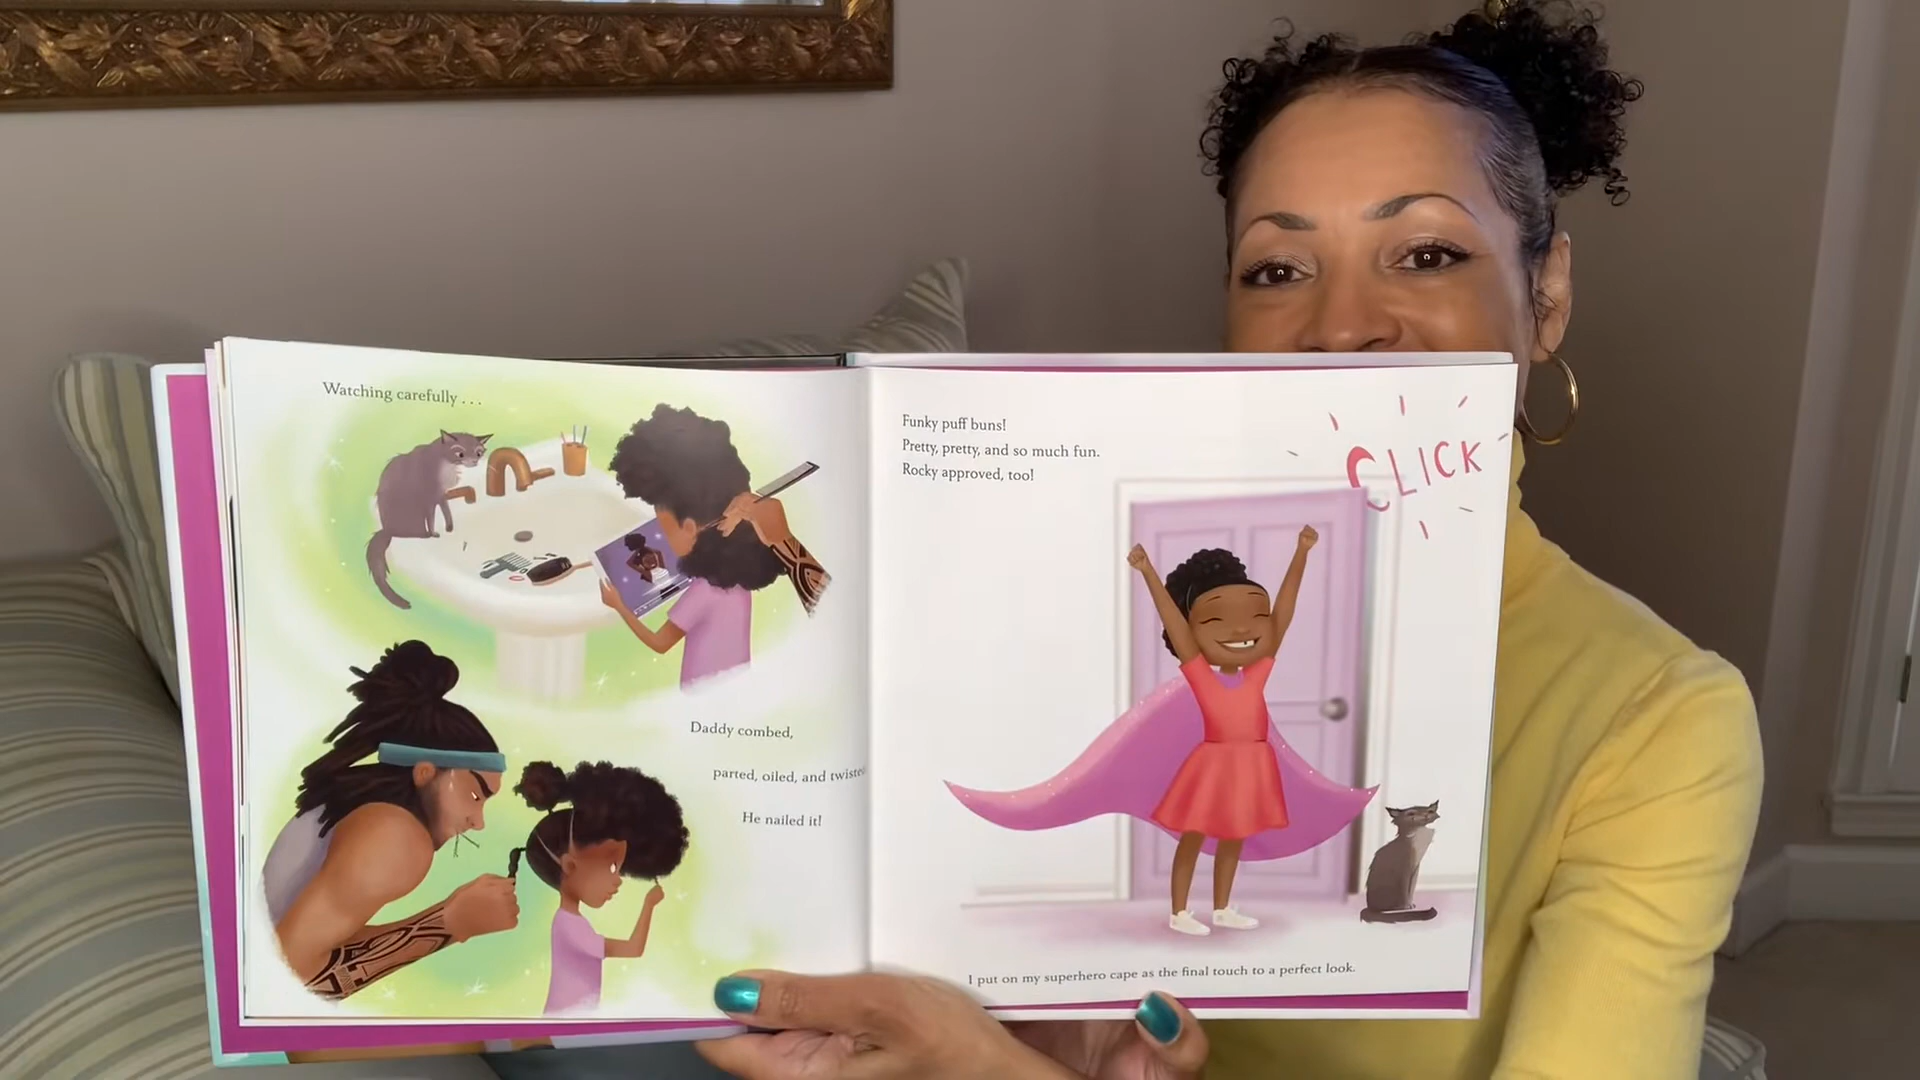 Watching carefully . . .
Daddy combed,
parted, oiled, and twisted
He nailed it!
Funky puff buns!
Pretty, pretty, and so much fun.
Rocky approved, too!
CLICK
I put on my superhero cape as the final touch to a perfect look.